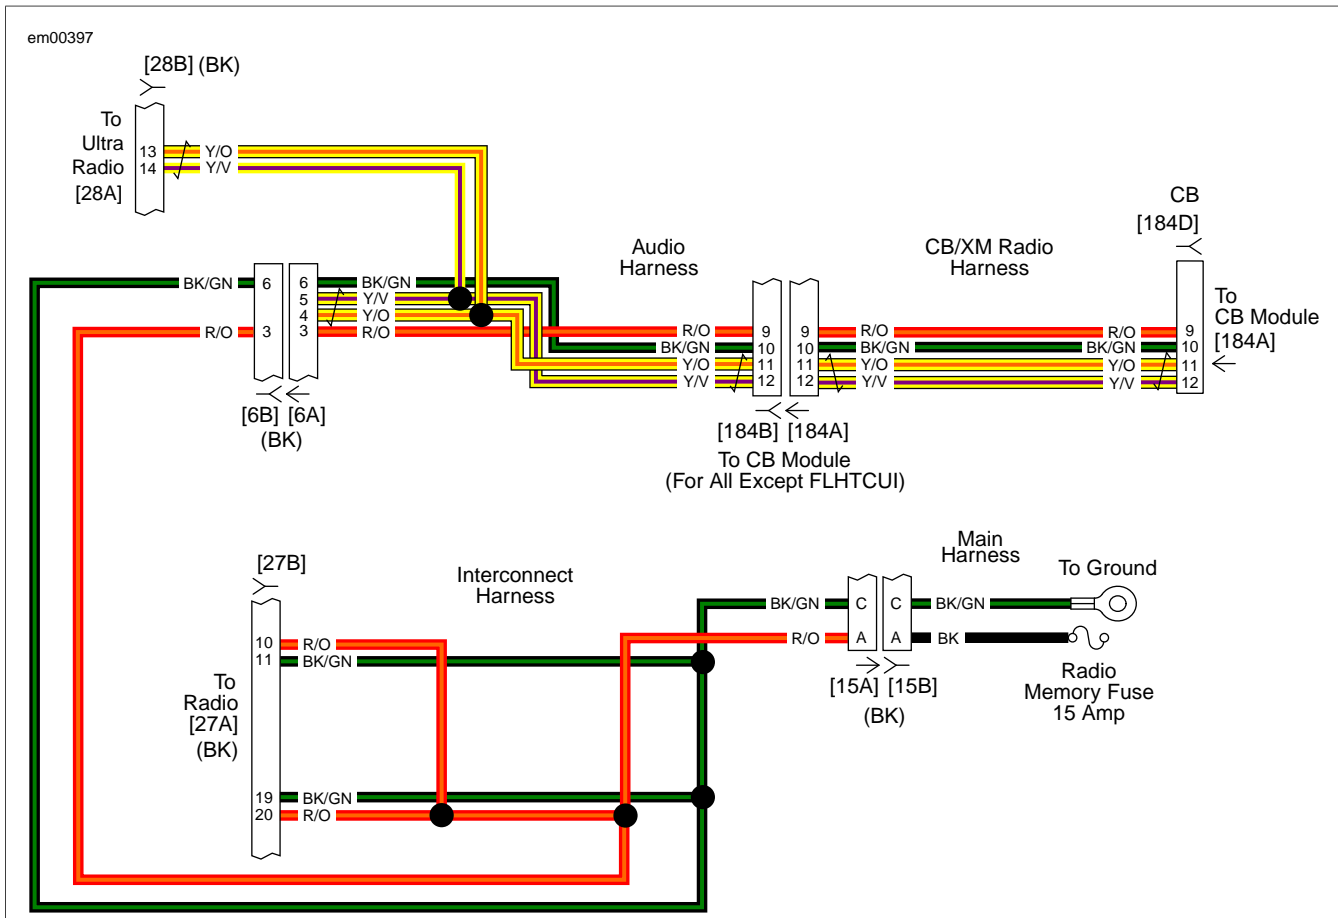 em00397
[28B] (BK)
To
Ultra
Radio
[28A]
13
14
Y/O
Y/V
BK/GN
R/O
6
3
6
5
4
3
BK/GN
Y/V
Y/O
R/O
[6B] [6A]
(BK)
Audio
Harness
R/O
BK/GN
Y/O
Y/V
9
10
11
12
9
10
11
12
[184B] [184A]
To CB Module
(For All Except FLHTCUI)
CB/XM Radio
Harness
R/O
BK/GN
Y/O
Y/V
R/O
BK/GN
Y/O
Y/V
CB
[184D]
9
10
11
12
To
CB Module
[184A]
[27B]
Interconnect
Harness
To
Radio
[27A]
(BK)
10
11
19
20
R/O
BK/GN
BK/GN
R/O
BK/GN
R/O
C
A
C
A
[15A] [15B]
(BK)
Main
Harness
BK/GN
BK
To Ground
Radio
Memory Fuse
15 Amp